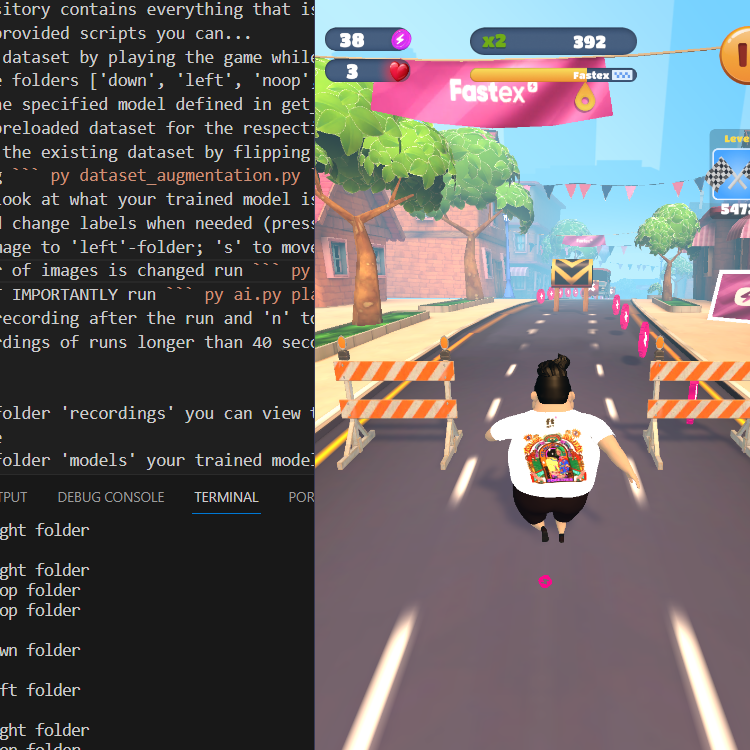 sitory contains everything that is
provided scripts you can...
dataset by playing the game while
e folders ['down', 'left', 'noop'
he specified model defined in get_
preloaded dataset for the respecti
the existing dataset by flipping
g ``` py dataset_augmentation.py
look at what your trained model is
d change labels when needed (press
mage to 'left'-folder; 's' to move
r of images is changed run ``` py
T IMPORTANTLY run ``` py ai.py pla
recording after the run and 'n' to
rdings of runs longer than 40 seco
folder 'recordings' you can view t
e
folder 'models' your trained model
TPUT DEBUG CONSOLE TERMINAL POR
ght folder
ght folder
op folder
op folder
wn folder
ft folder
ght folder
op folder
38 x2 392
3 Fastex
Fastex
Leve
547